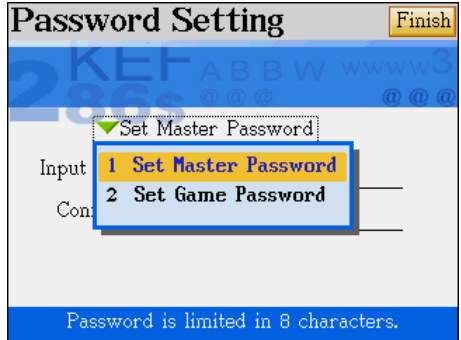 Password Setting
Finish
KEF ABBW wwww3
286$ @@@ @@@
Set Master Password
Input
1 Set Master Password
2 Set Game Password
Password is limited in 8 characters.